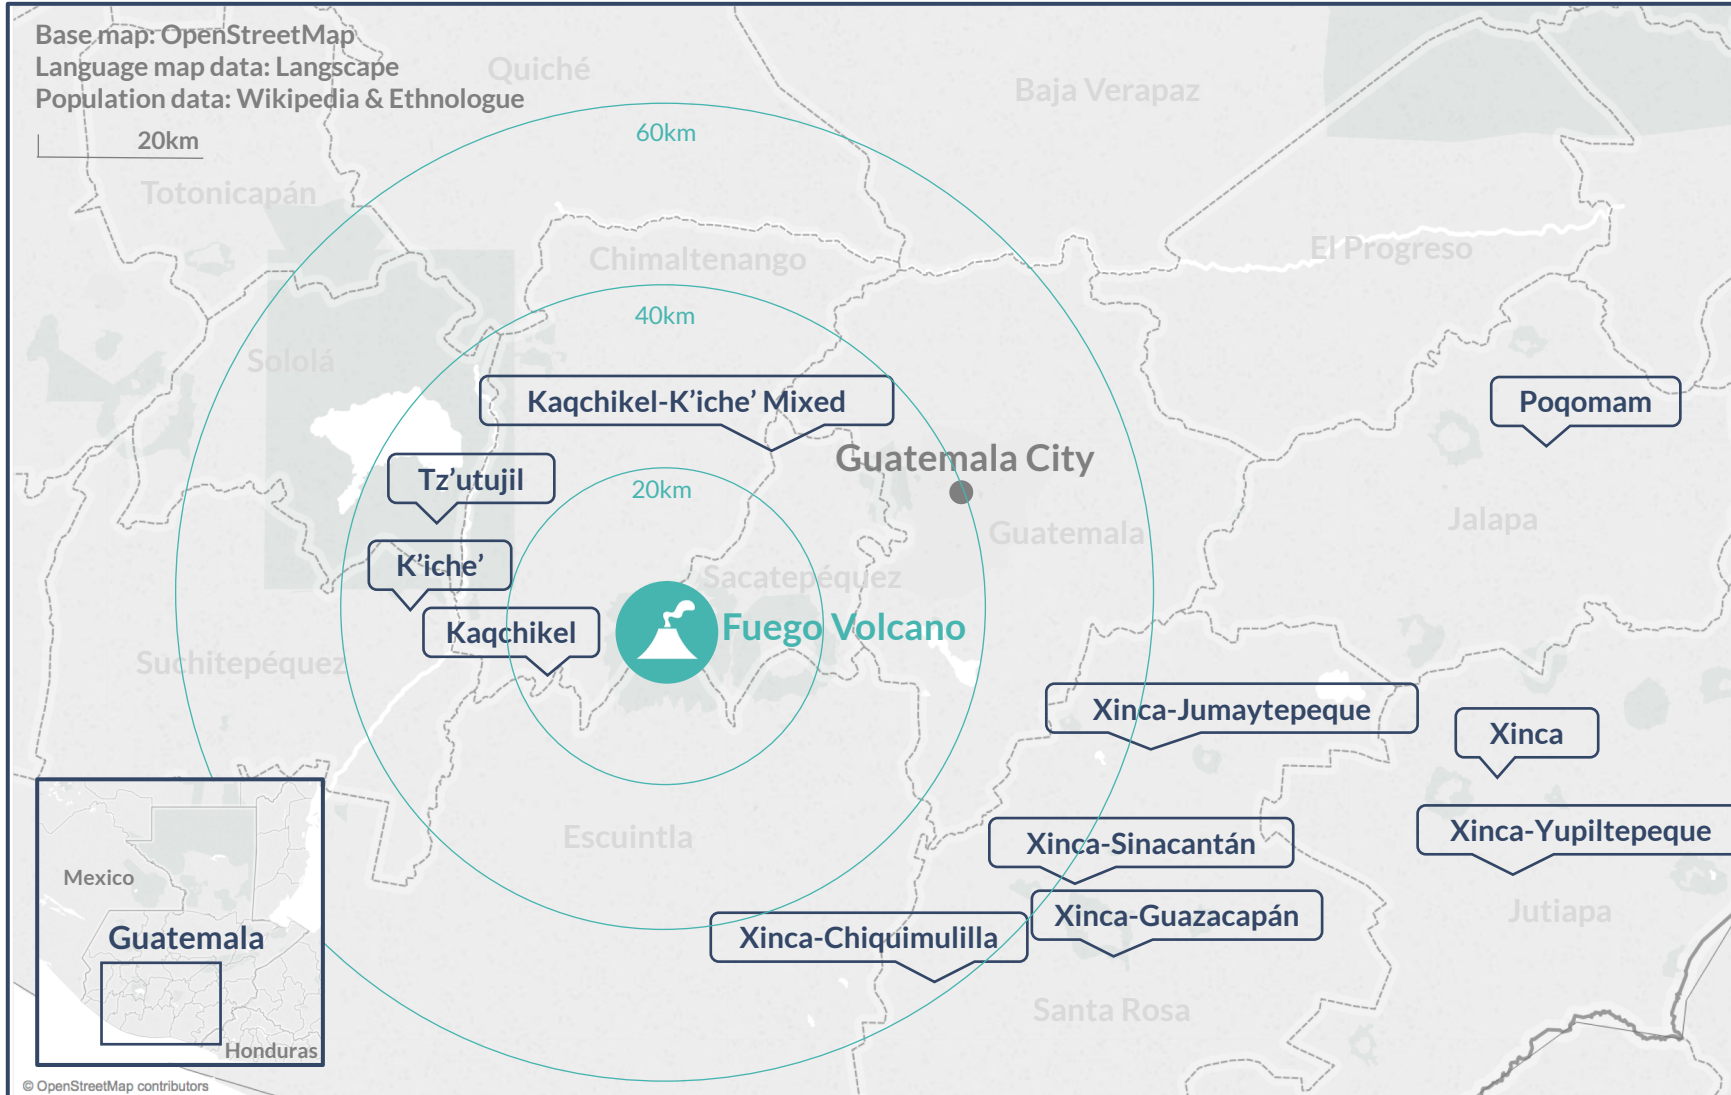 Base map: OpenStreetMap
Language map data: Langscape
Population data: Wikipedia & Ethnologue
20km
Quiché
Baja Verapaz
60km
Totonicapán
Chimaltenango
El Progreso
40km
Sololá
Kaqchikel-K'iche' Mixed
Poqomam
Guatemala City
Tz'utujil
20km
Jalapa
Guatemala
K'iche'
Sacatepéquez
Kaqchikel
Fuego Volcano
Suchitepéquez
Xinca-Jumaytepeque
Xinca
Escuintla
Xinca-Sinacantán
Xinca-Yupiltepeque
Mexico
Xinca-Guazacapán
Jutiapa
Guatemala
Xinca-Chiquimulilla
Santa Rosa
Honduras
© OpenStreetMap contributors